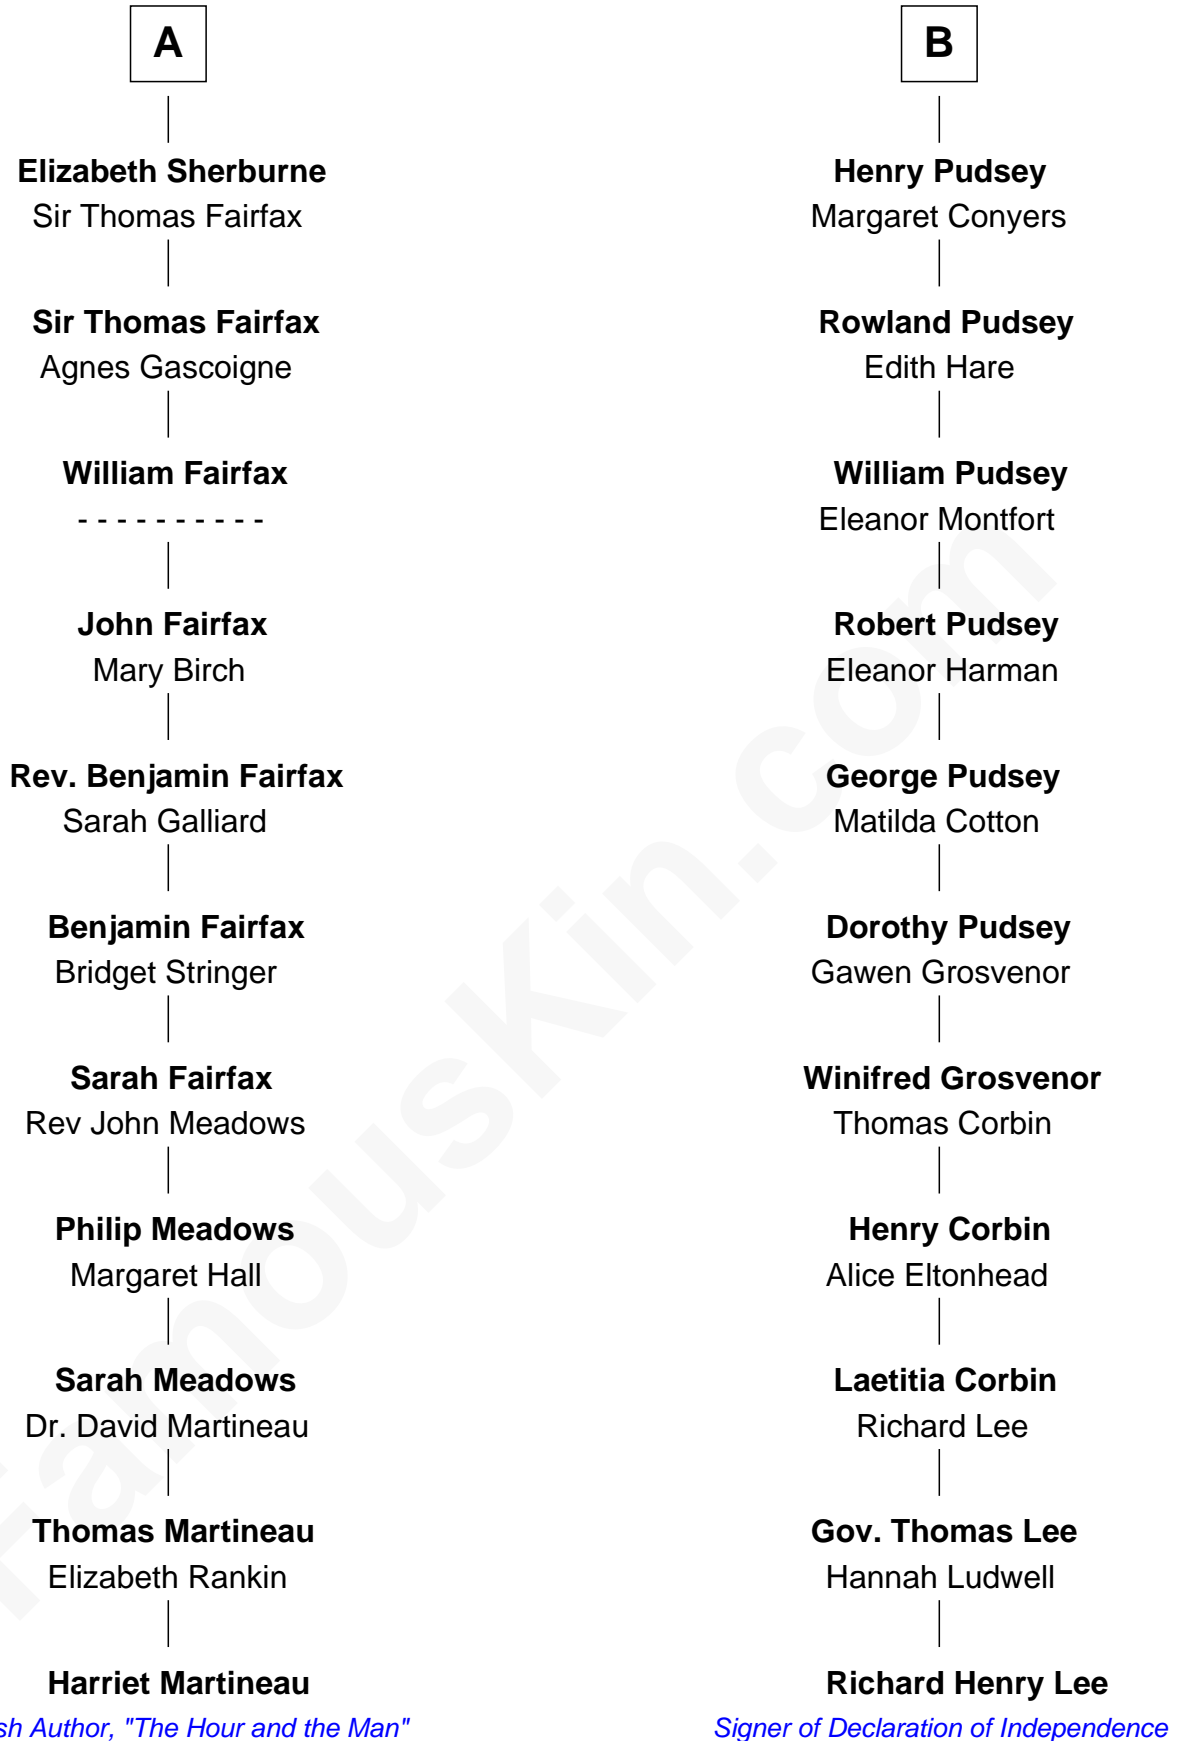 A
B
Elizabeth Sherburne
Sir Thomas Fairfax
Henry Pudsey
Margaret Conyers
Sir Thomas Fairfax
Agnes Gascoigne
Rowland Pudsey
Edith Hare
William Fairfax
- - - - - - - - - -
William Pudsey
Eleanor Montfort
John Fairfax
Mary Birch
Robert Pudsey
Eleanor Harman
Rev. Benjamin Fairfax
Sarah Galliard
George Pudsey
Matilda Cotton
Benjamin Fairfax
Bridget Stringer
Dorothy Pudsey
Gawen Grosvenor
Sarah Fairfax
Rev John Meadows
Winifred Grosvenor
Thomas Corbin
Philip Meadows
Margaret Hall
Henry Corbin
Alice Eltonhead
Sarah Meadows
Dr. David Martineau
Laetitia Corbin
Richard Lee
Thomas Martineau
Elizabeth Rankin
Gov. Thomas Lee
Hannah Ludwell
Harriet Martineau
sh Author, "The Hour and the Man"
Richard Henry Lee
Signer of Declaration of Independence
FamousKin.com